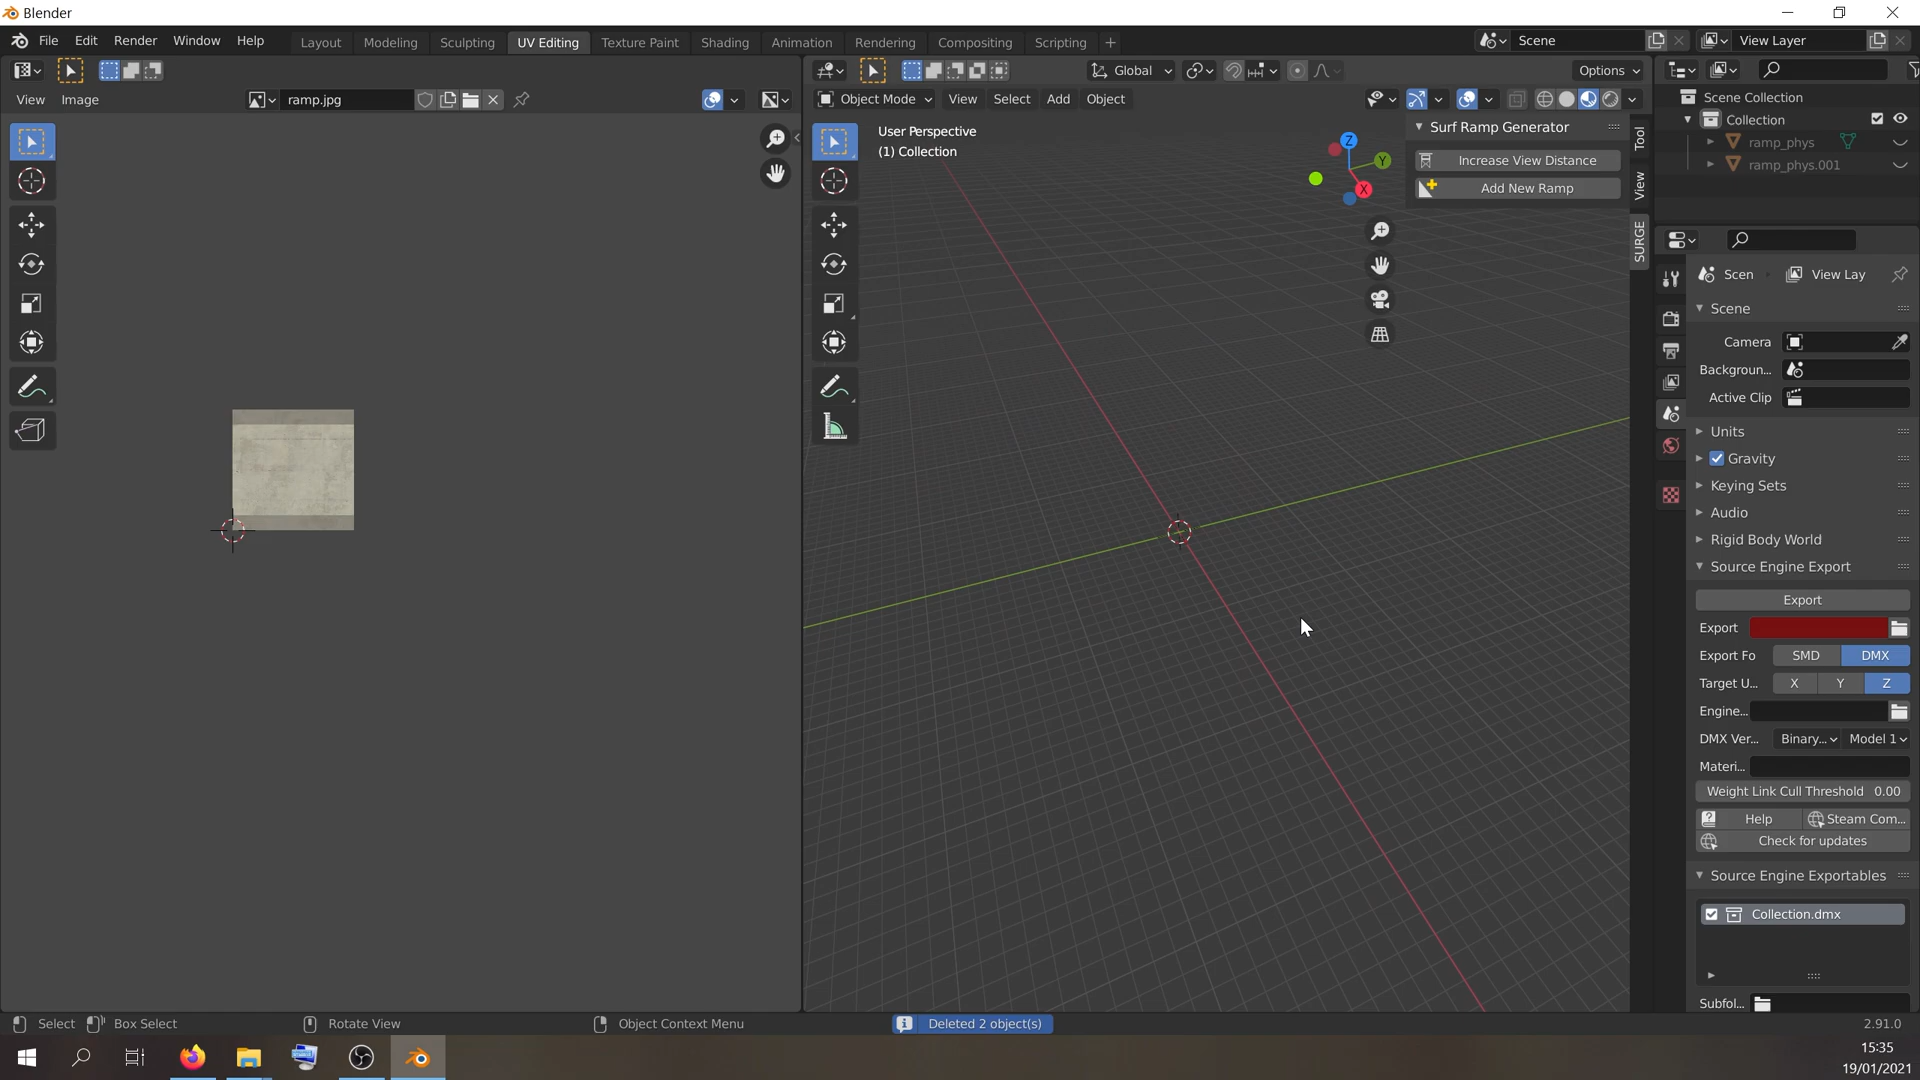 Blender
File Edit Render Window Help
Layout Modeling Sculpting UV Editing Texture Paint Shading Animation Rendering Compositing Scripting +
Scene
View Layer
Global
Options
View Image
ramp.jpg
Object Mode View Select Add Object
User Perspective
(1) Collection
Z
Y
X
Surf Ramp Generator
Increase View Distance
Add New Ramp
Tool
View
SURGE
Scene Collection
Collection
ramp_phys
ramp_phys.001
Scen View Lay
Scene
Camera
Backgroun...
Active Clip
Units
Gravity
Keying Sets
Audio
Rigid Body World
Source Engine Export
Export
Export
Export Fo SMD DMX
Target U... X Y Z
Engine...
DMX Ver... Binary... Model 1
Materi...
Weight Link Cull Threshold 0.00
Help Steam Com...
Check for updates
Source Engine Exportables
Collection.dmx
Subfol...
Select Box Select Rotate View Object Context Menu Deleted 2 object(s) 2.91.0
15:35
19/01/2021